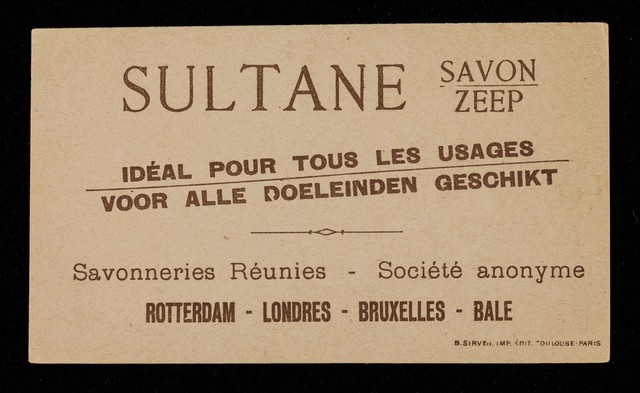 SULTANE SAVON
ZEEP
IDÉAL POUR TOUS LES USAGES
VOOR ALLE DOELEINDEN GESCHIKT
Savonneries Réunies - Société anonyme
ROTTERDAM - LONDRES - BRUXELLES - BALE
B. SIRVEN, IMP. ÉDIT. TOULOUSE-PARIS